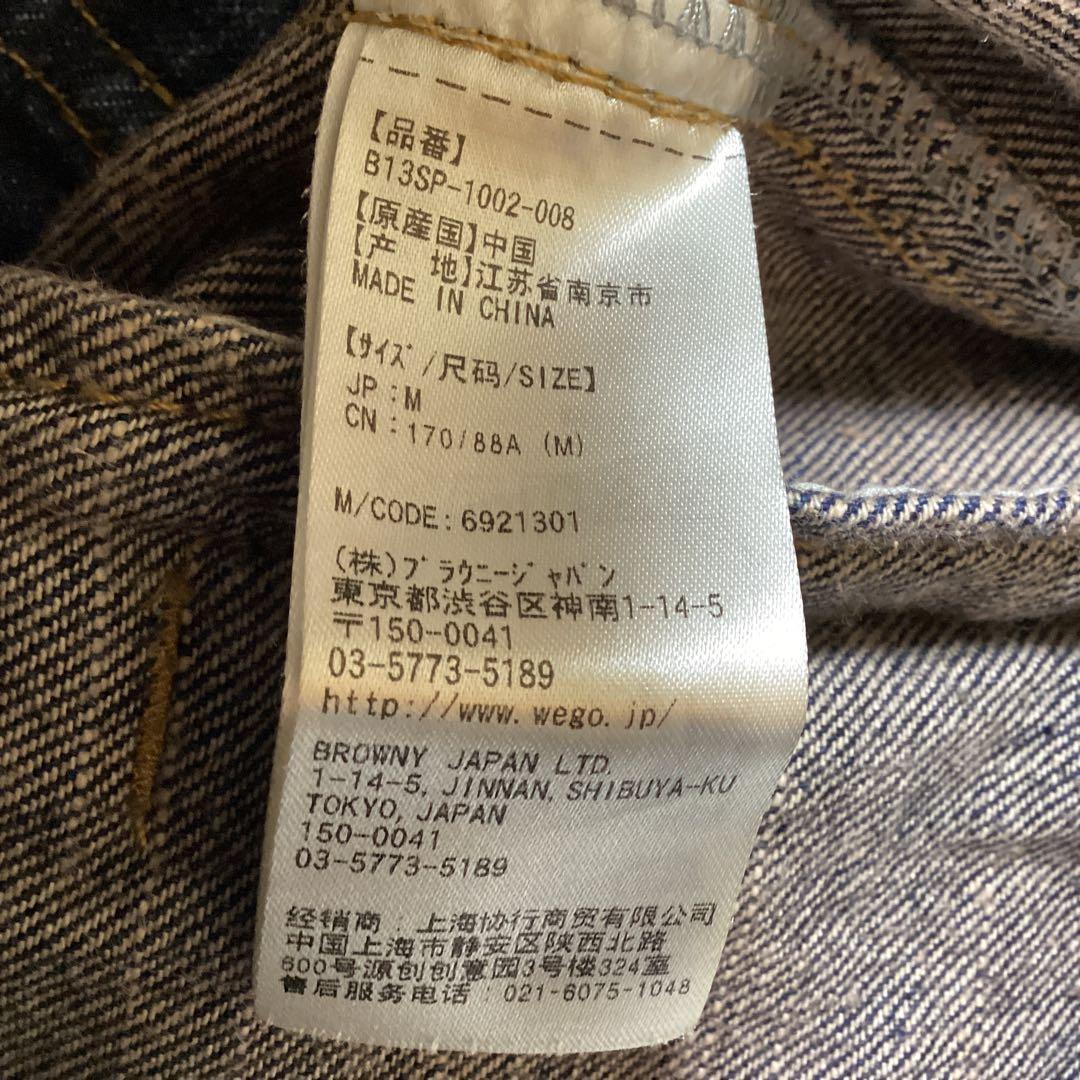 【品番】
B13SP-1002-008
【原産国】中国
【产 地】江苏省南京市
MADE IN CHINA
【ｻｲｽﾞ/尺码/SIZE】
JP：M
CN：170/88A (M)
M/CODE：6921301
(株)ﾌﾞﾗｳﾆｰｼﾞｬﾊﾟﾝ
東京都渋谷区神南1-14-5
〒150-0041
03-5773-5189
http://www.wego.jp/
BROWNY JAPAN LTD.
1-14-5, JINNAN, SHIBUYA-KU
TOKYO, JAPAN
150-0041
03-5773-5189
经销商：上海协行商贸有限公司
中国上海市静安区陕西北路
600号源创创意园3号楼324室
售后服务电话：021-6075-1048